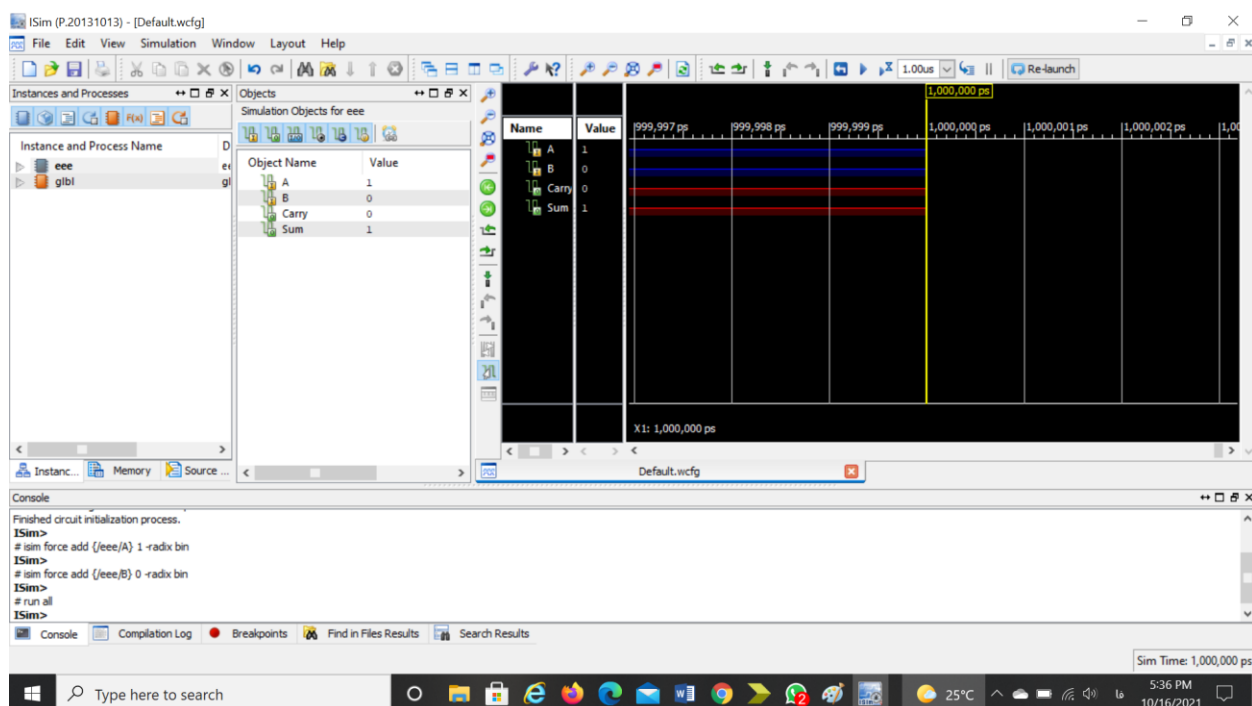 ISim (P.20131013) - [Default.wcfg]
File Edit View Simulation Window Layout Help
1.00us Re-launch
Instances and Processes
Instance and Process Name D
eee ee
glbl gl
Instanc... Memory Source ...
Objects
Simulation Objects for eee
Object Name Value
A 1
B 0
Carry 0
Sum 1
1,000,000 ps
Name Value 999,997 ps 999,998 ps 999,999 ps 1,000,000 ps 1,000,001 ps 1,000,002 ps 1,00
A 1
B 0
Carry 0
Sum 1
X1: 1,000,000 ps
Default.wcfg
Console
Finished circuit initialization process.
ISim>
# isim force add {/eee/A} 1 -radix bin
ISim>
# isim force add {/eee/B} 0 -radix bin
ISim>
# run all
ISim>
Console Compilation Log Breakpoints Find in Files Results Search Results
Sim Time: 1,000,000 ps
Type here to search
25°C فا 5:36 PM
10/16/2021